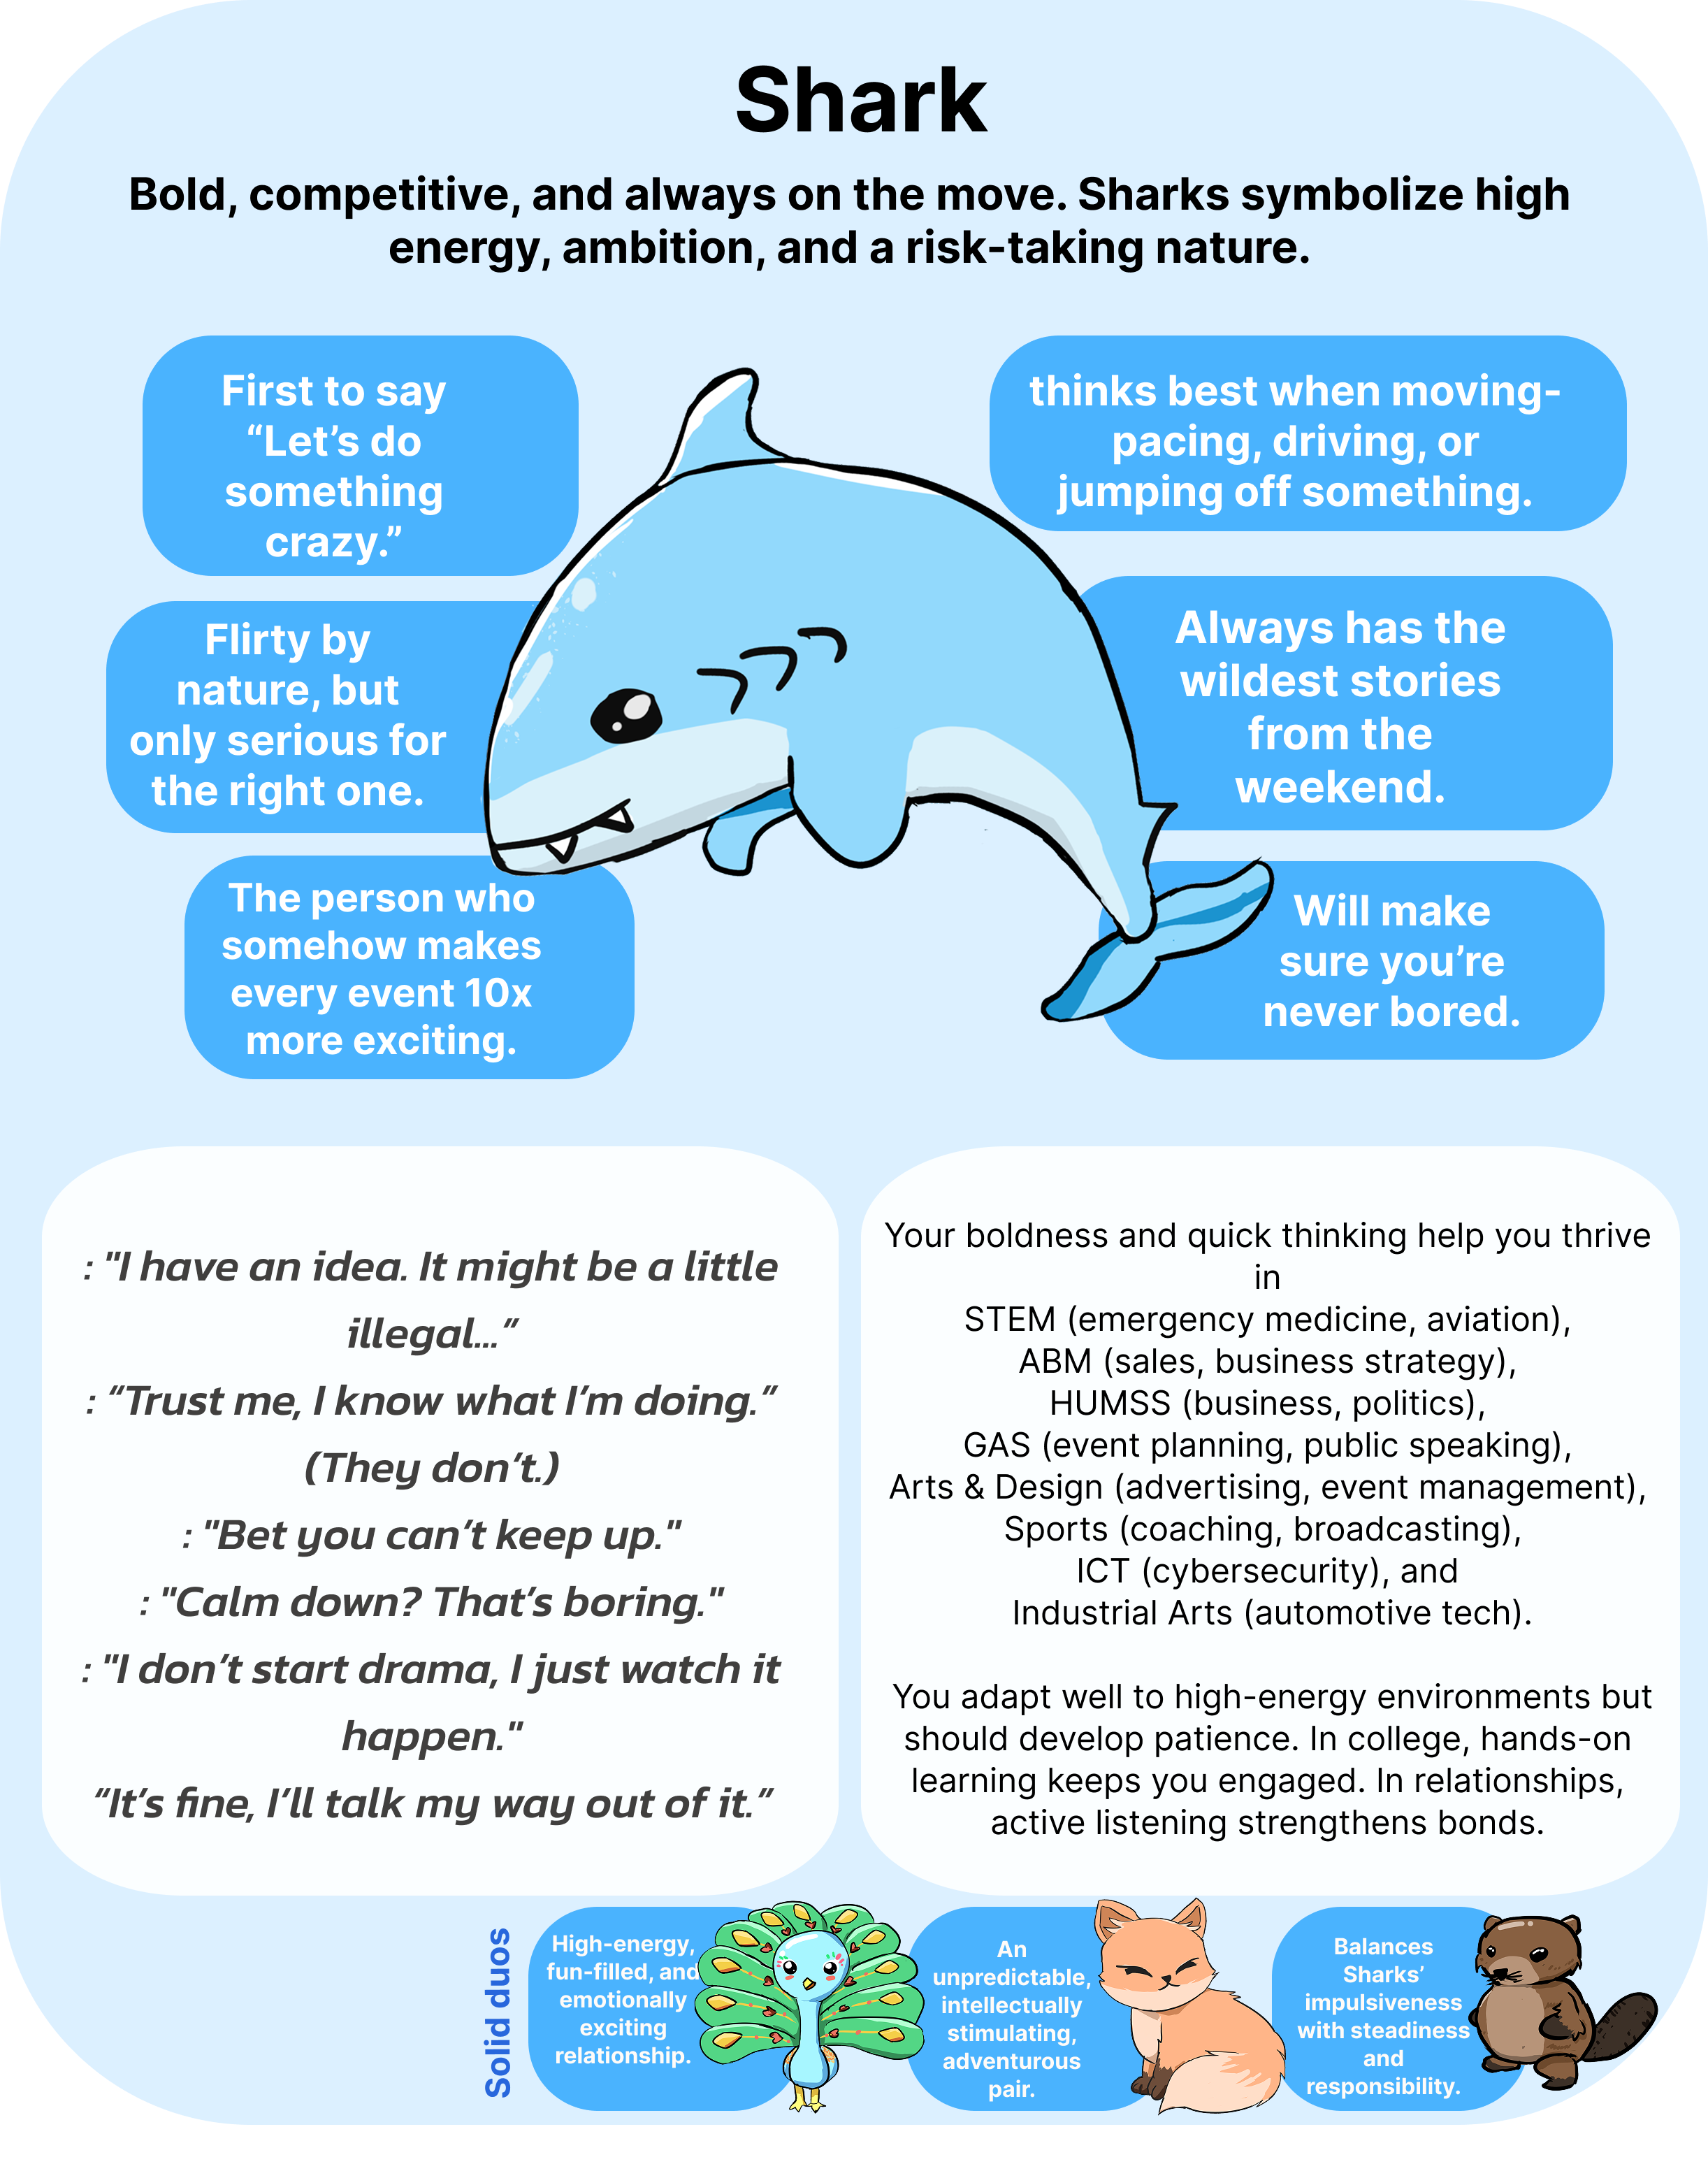 Shark
Bold, competitive, and always on the move. Sharks symbolize high
energy, ambition, and a risk-taking nature.
First to say
“Let’s do
something
crazy.”
thinks best when moving-
pacing, driving, or
jumping off something.
Flirty by
nature, but
only serious for
the right one.
Always has the
wildest stories
from the
weekend.
The person who
somehow makes
every event 10x
more exciting.
Will make
sure you’re
never bored.
: "I have an idea. It might be a little
illegal...”
: “Trust me, I know what I’m doing.”
(They don’t.)
: "Bet you can’t keep up."
: "Calm down? That’s boring."
: "I don’t start drama, I just watch it
happen."
“It’s fine, I’ll talk my way out of it.”
Your boldness and quick thinking help you thrive
in
STEM (emergency medicine, aviation),
ABM (sales, business strategy),
HUMSS (business, politics),
GAS (event planning, public speaking),
Arts & Design (advertising, event management),
Sports (coaching, broadcasting),
ICT (cybersecurity), and
Industrial Arts (automotive tech).
You adapt well to high-energy environments but
should develop patience. In college, hands-on
learning keeps you engaged. In relationships,
active listening strengthens bonds.
Solid duos
High-energy,
fun-filled, and
emotionally
exciting
relationship.
An
unpredictable,
intellectually
stimulating,
adventurous
pair.
Balances
Sharks’
impulsiveness
with steadiness
and
responsibility.